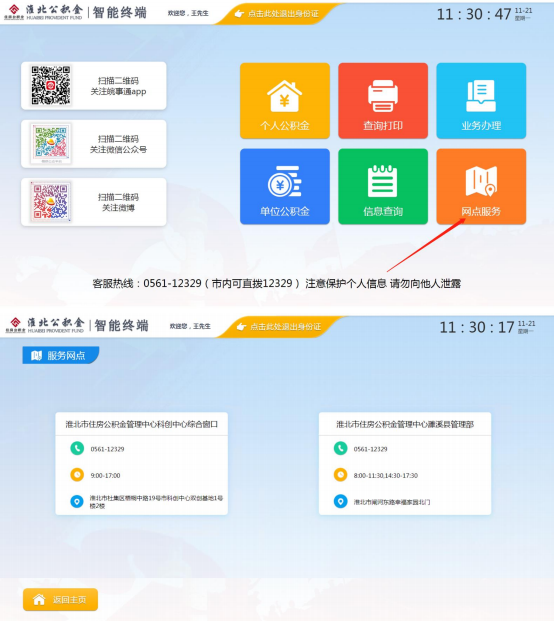 淮北公积金 智能终端
HUAIBEI PROVIDENT FUND
欢迎您，王先生
点击此处退出身份证
11 : 30 : 47
11-21
星期一
扫描二维码
关注皖事通app
扫描二维码
关注微信公众号
扫描二维码
关注微博
个人公积金
查询打印
业务办理
单位公积金
信息查询
网点服务
客服热线：0561-12329（市内可直拨12329） 注意保护个人信息 请勿向他人泄露
淮北公积金 智能终端
HUAIBEI PROVIDENT FUND
欢迎您，王先生
点击此处退出身份证
11 : 30 : 17
11-21
星期一
服务网点
淮北市住房公积金管理中心科创中心综合窗口
0561-12329
9:00-17:00
淮北市杜集区梧桐中路19号市科创中心双创基地1号
楼2楼
淮北市住房公积金管理中心濉溪县管理部
0561-12329
8:00-11:30,14:30-17:30
淮北市闸河东路幸福家园北门
返回主页